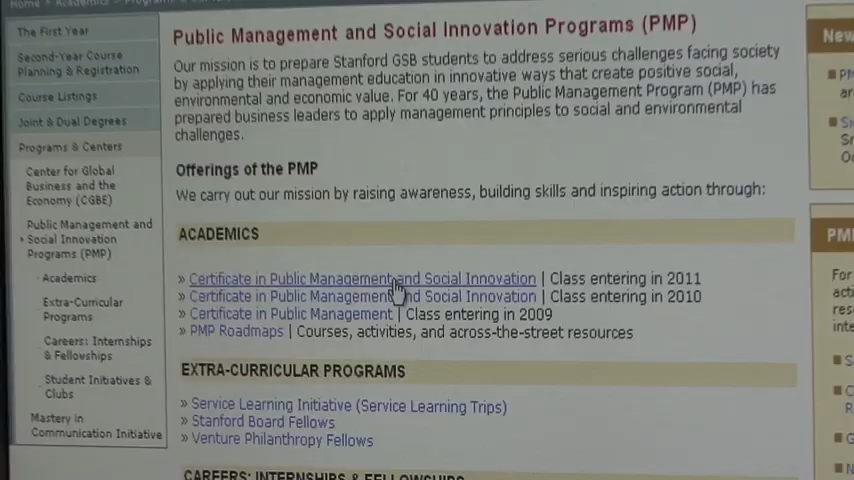 Home > Academics >
The First Year
Second-Year Course
Planning & Registration
Course Listings
Joint & Dual Degrees
Programs & Centers
Center for Global
Business and the
Economy (CGBE)
Public Management and
Social Innovation
Programs (PMP)
Academics
Extra-Curricular
Programs
Careers: Internships
& Fellowships
Student Initiatives &
Clubs
Mastery in
Communication Initiative
Public Management and Social Innovation Programs (PMP)
Our mission is to prepare Stanford GSB students to address serious challenges facing society
by applying their management education in innovative ways that create positive social,
environmental and economic value. For 40 years, the Public Management Program (PMP) has
prepared business leaders to apply management principles to social and environmental
challenges.
Offerings of the PMP
We carry out our mission by raising awareness, building skills and inspiring action through:
ACADEMICS
» Certificate in Public Management and Social Innovation | Class entering in 2011
» Certificate in Public Management and Social Innovation | Class entering in 2010
» Certificate in Public Management | Class entering in 2009
» PMP Roadmaps | Courses, activities, and across-the-street resources
EXTRA-CURRICULAR PROGRAMS
» Service Learning Initiative (Service Learning Trips)
» Stanford Board Fellows
» Venture Philanthropy Fellows
CAREERS: INTERNSHIPS & FELLOWSHIPS
New
PMI
For